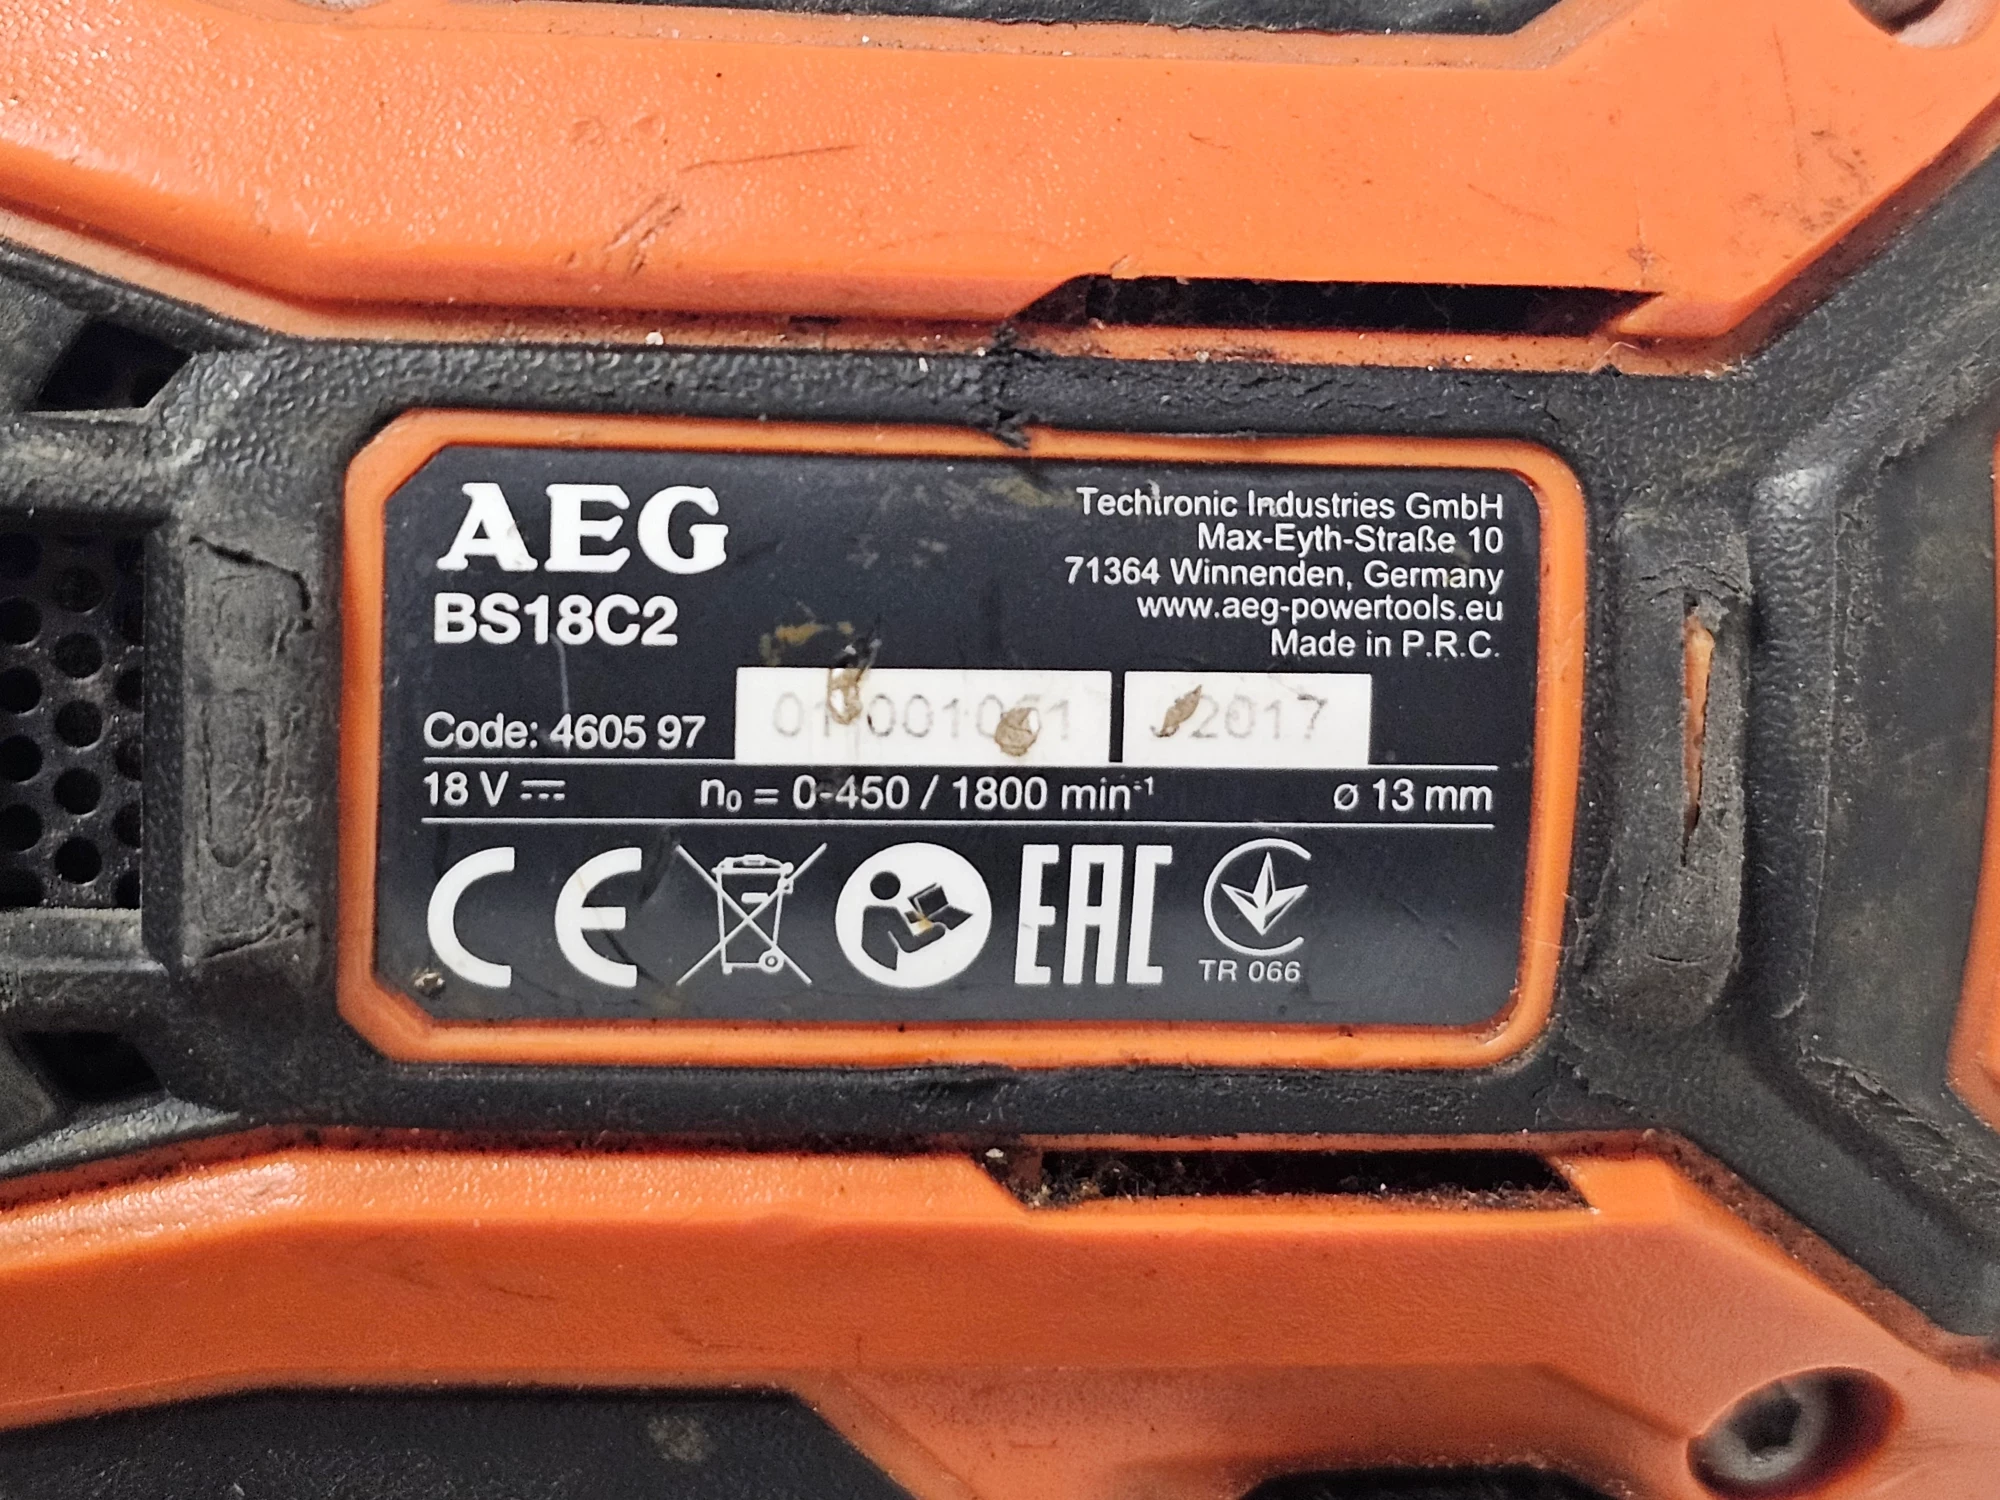 AEG
BS18C2
Techtronic Industries GmbH
Max-Eyth-Straße 10
71364 Winnenden, Germany
www.aeg-powertools.eu
Made in P.R.C.
Code: 4605 97
18 V n₀ = 0-450 / 1800 min⁻¹ ø 13 mm
CE EAC
TR 066